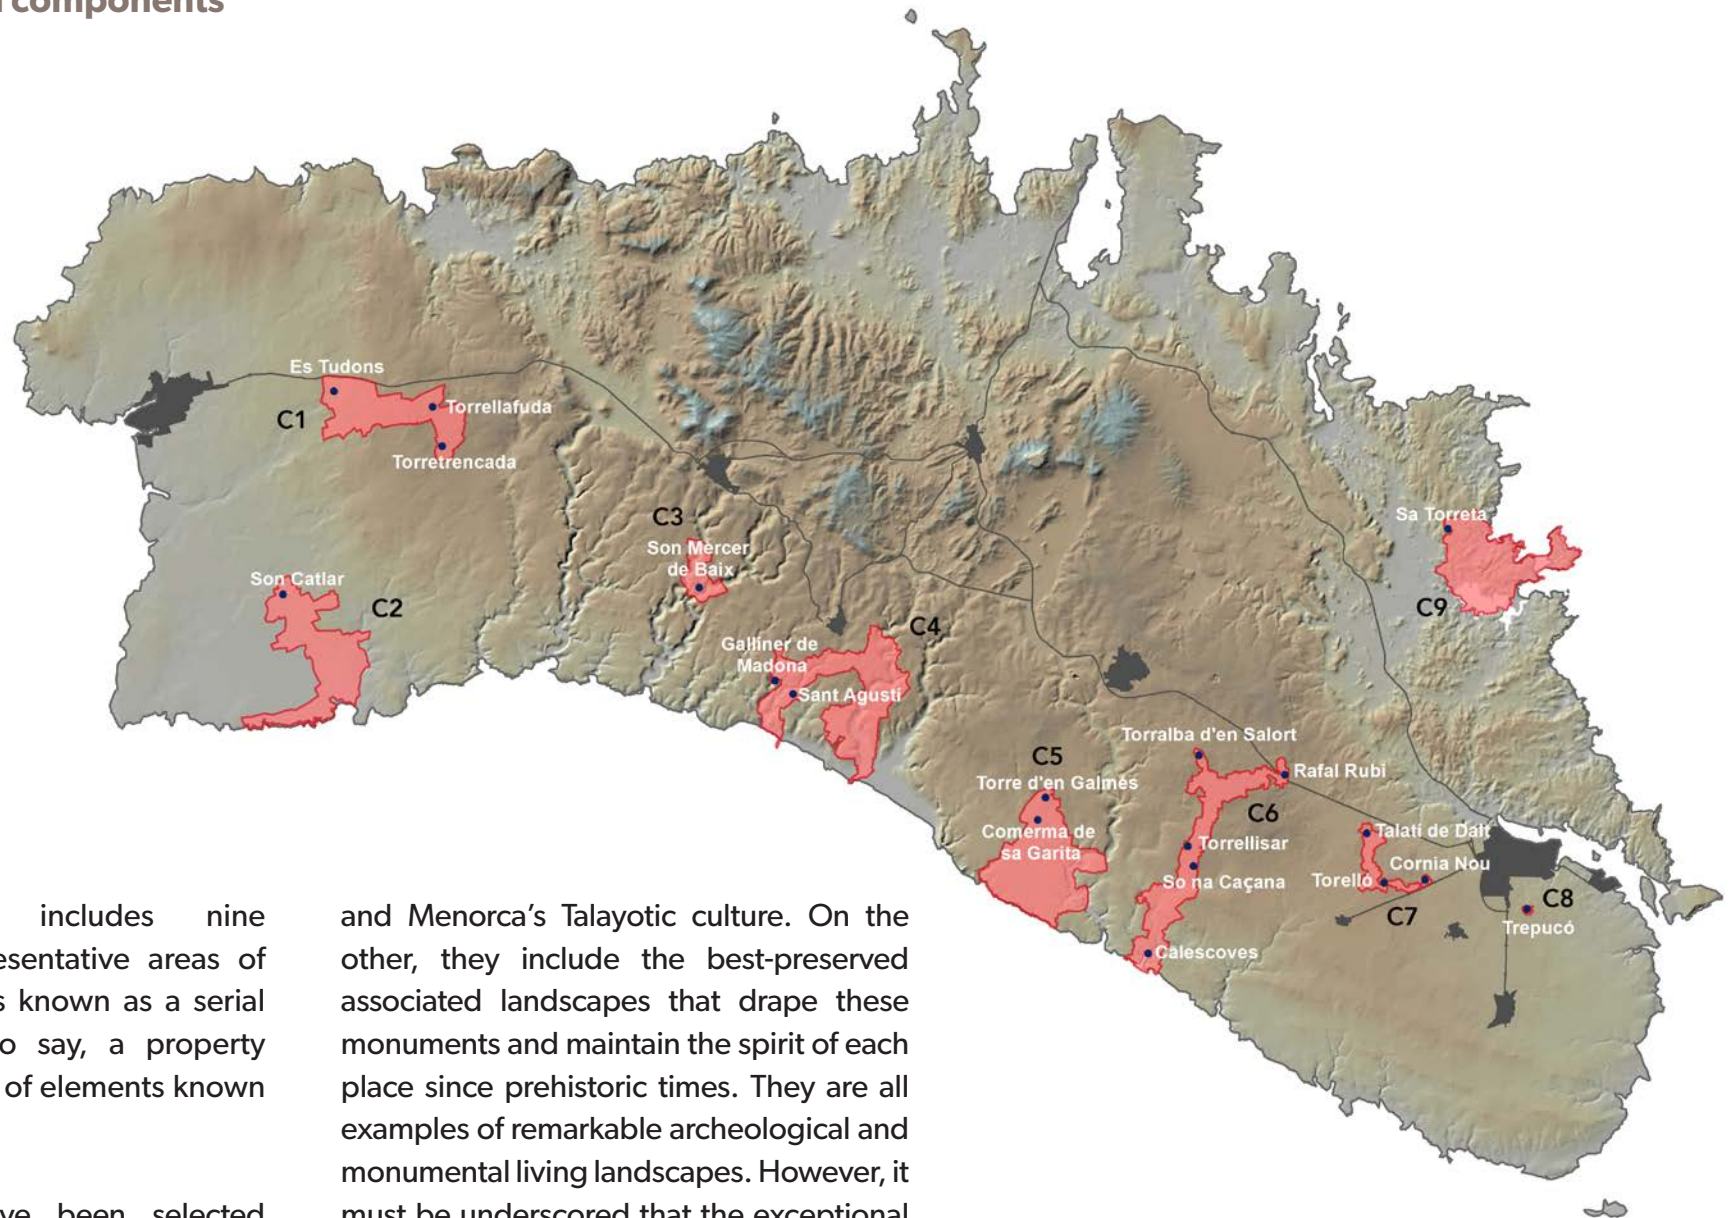 components
Es Tudons
C1
Torrellafuda
Torretrencada
C3
Son Mercer
de Baix
Sa Torreta
Son Catlar
C2
C9
C4
Galliner de
Madona
Sant Agustí
Torralba d'en Salort
C5
Rafal Rubi
Torre d'en Galmés
C6
Comerma de
sa Garita
Talatí de Dalt
Torrellisar
Cornia Nou
So na Caçana
Torelló
C8
C7
Trepucó
Calescoves
includes nine
areas of
known as a serial
say, a property
of elements known
been selected
and Menorca's Talayotic culture. On the
other, they include the best-preserved
associated landscapes that drape these
monuments and maintain the spirit of each
place since prehistoric times. They are all
examples of remarkable archeological and
monumental living landscapes. However, it
must be underscored that the exceptional